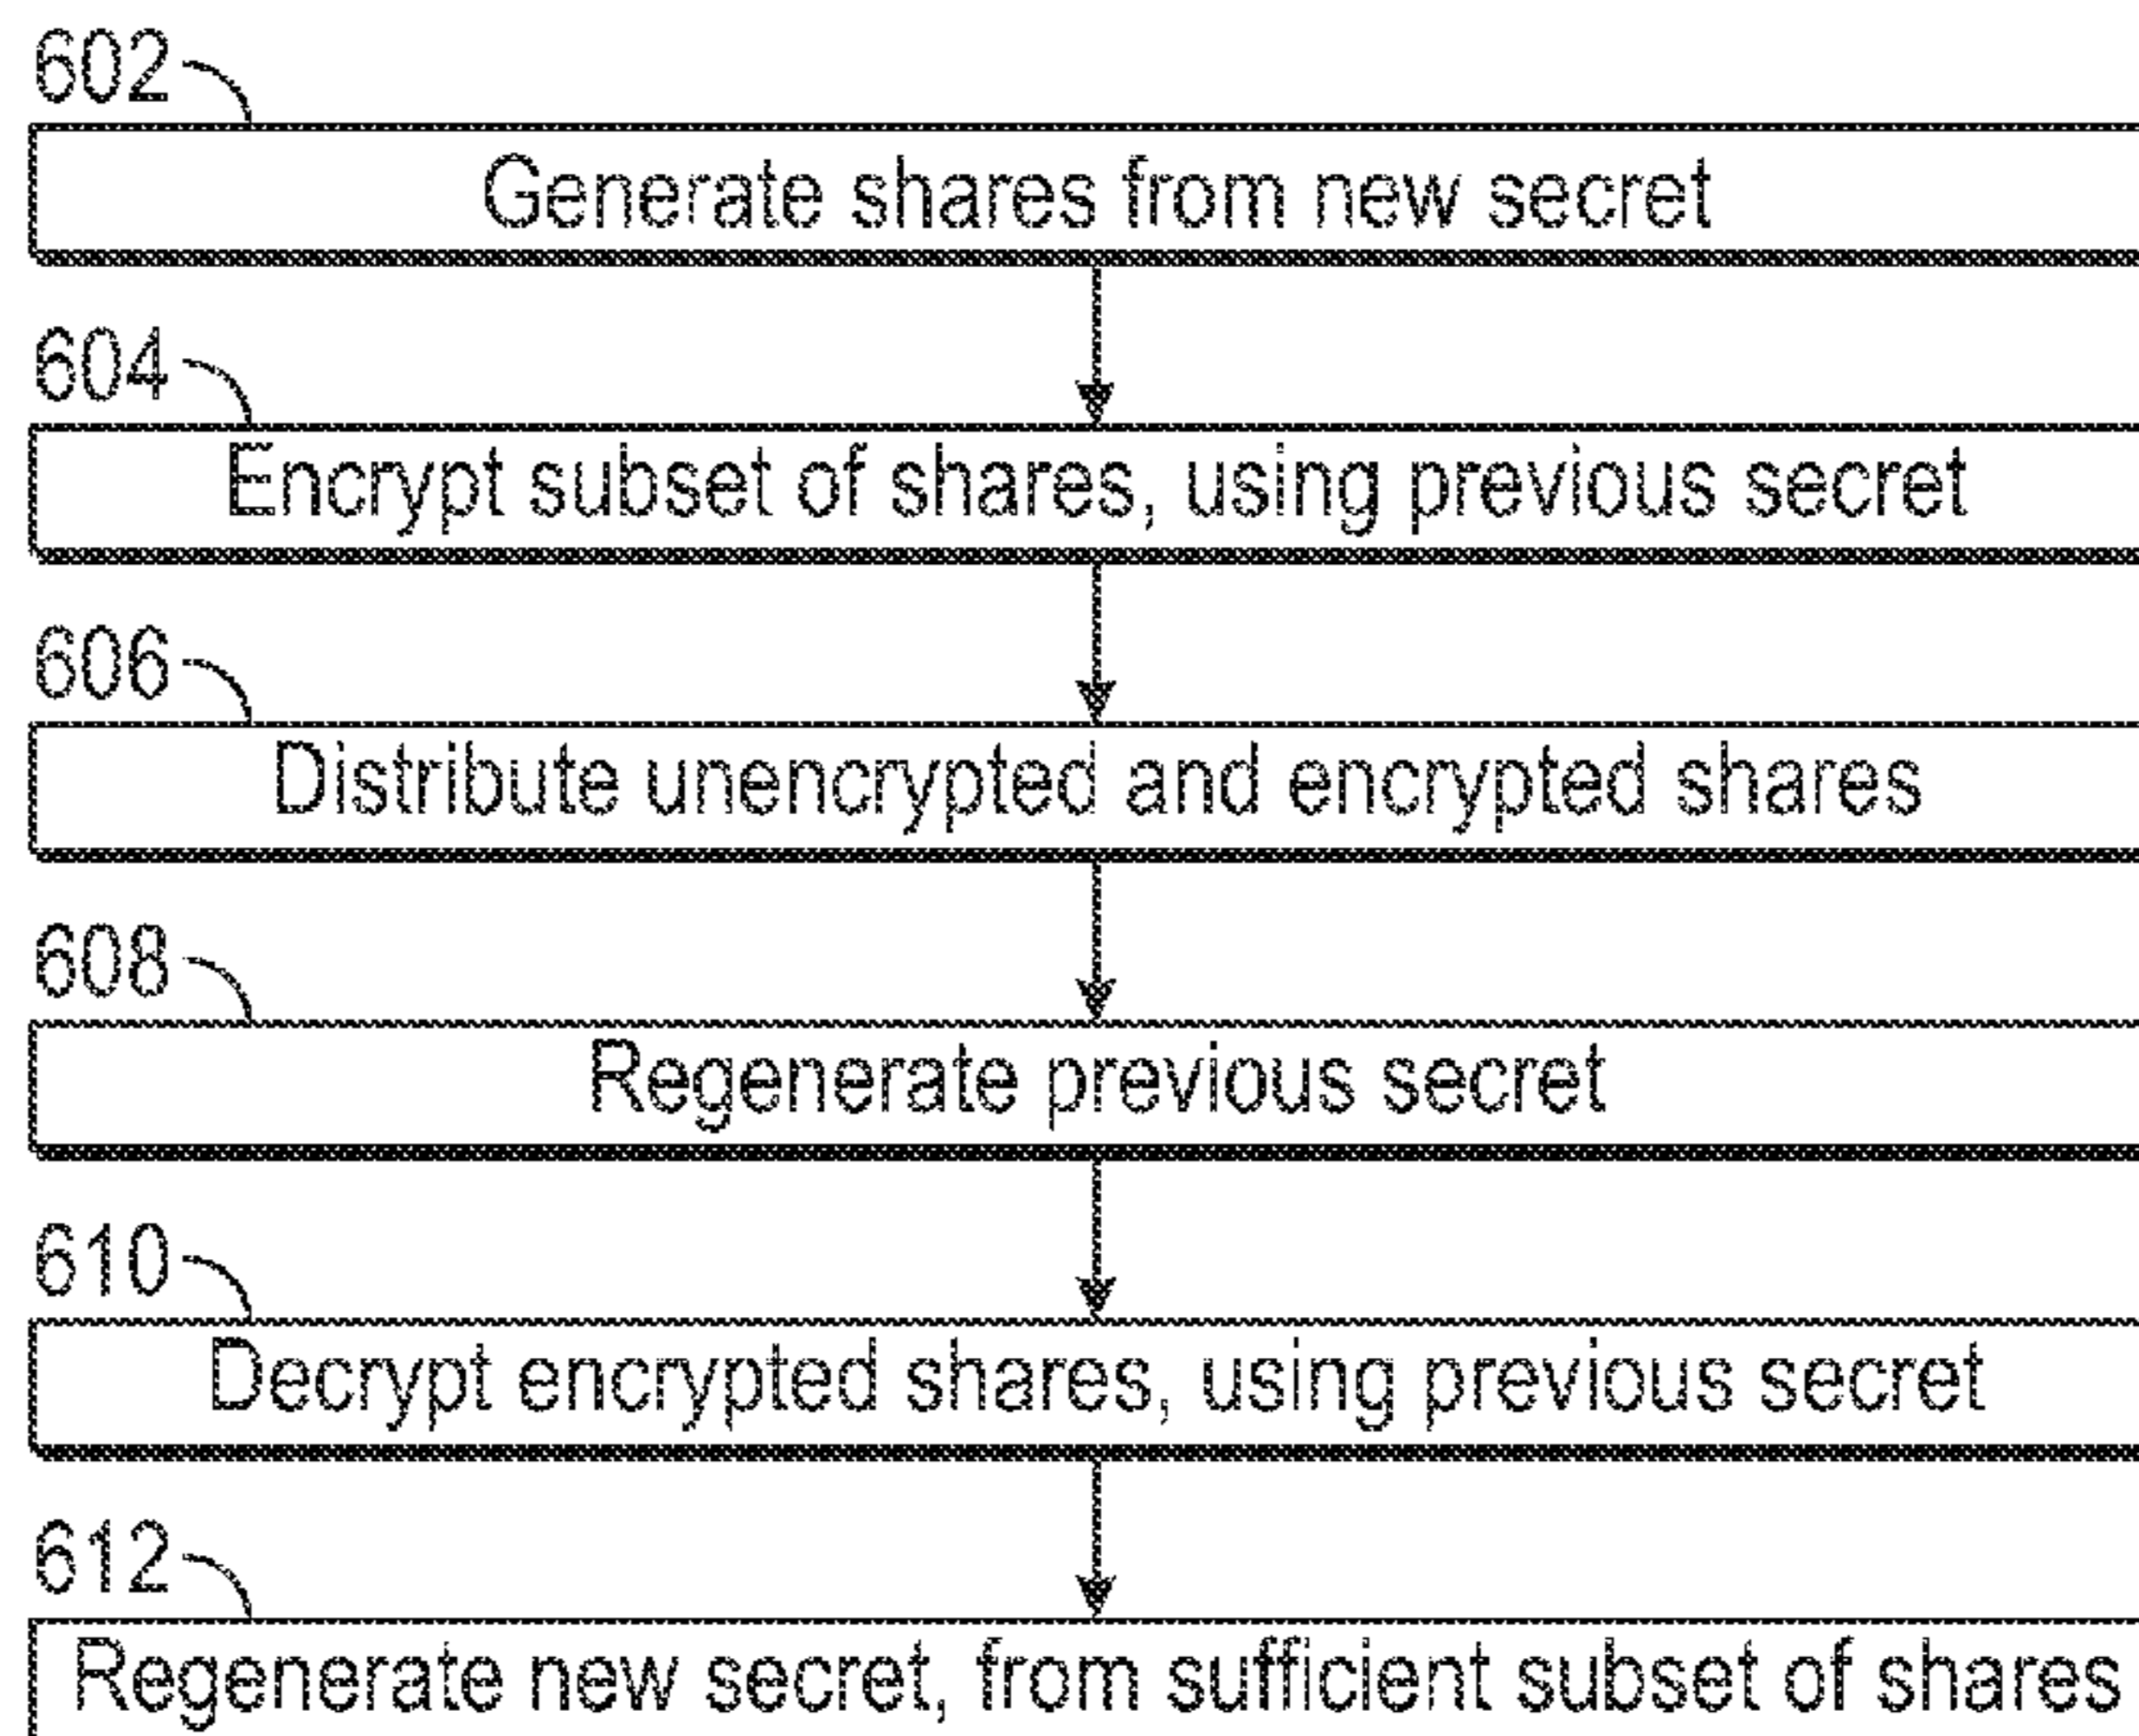 602
Generate shares from new secret
604
Encrypt subset of shares, using previous secret
606
Distribute unencrypted and encrypted shares
608
Regenerate previous secret
610
Decrypt encrypted shares, using previous secret
612
Regenerate new secret, from sufficient subset of shares